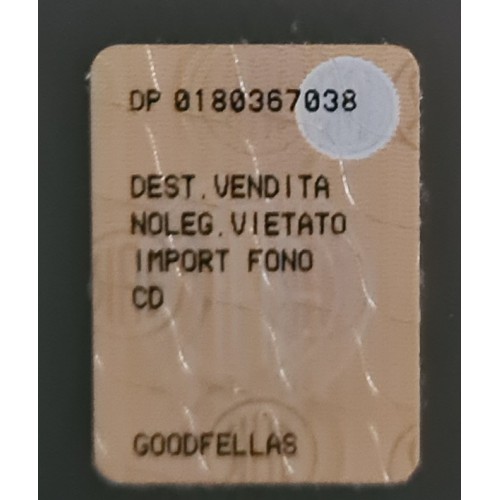 DP 0180367038
DEST.VENDITA
NOLEG.VIETATO
IMPORT FONO
CD
GOODFELLAS